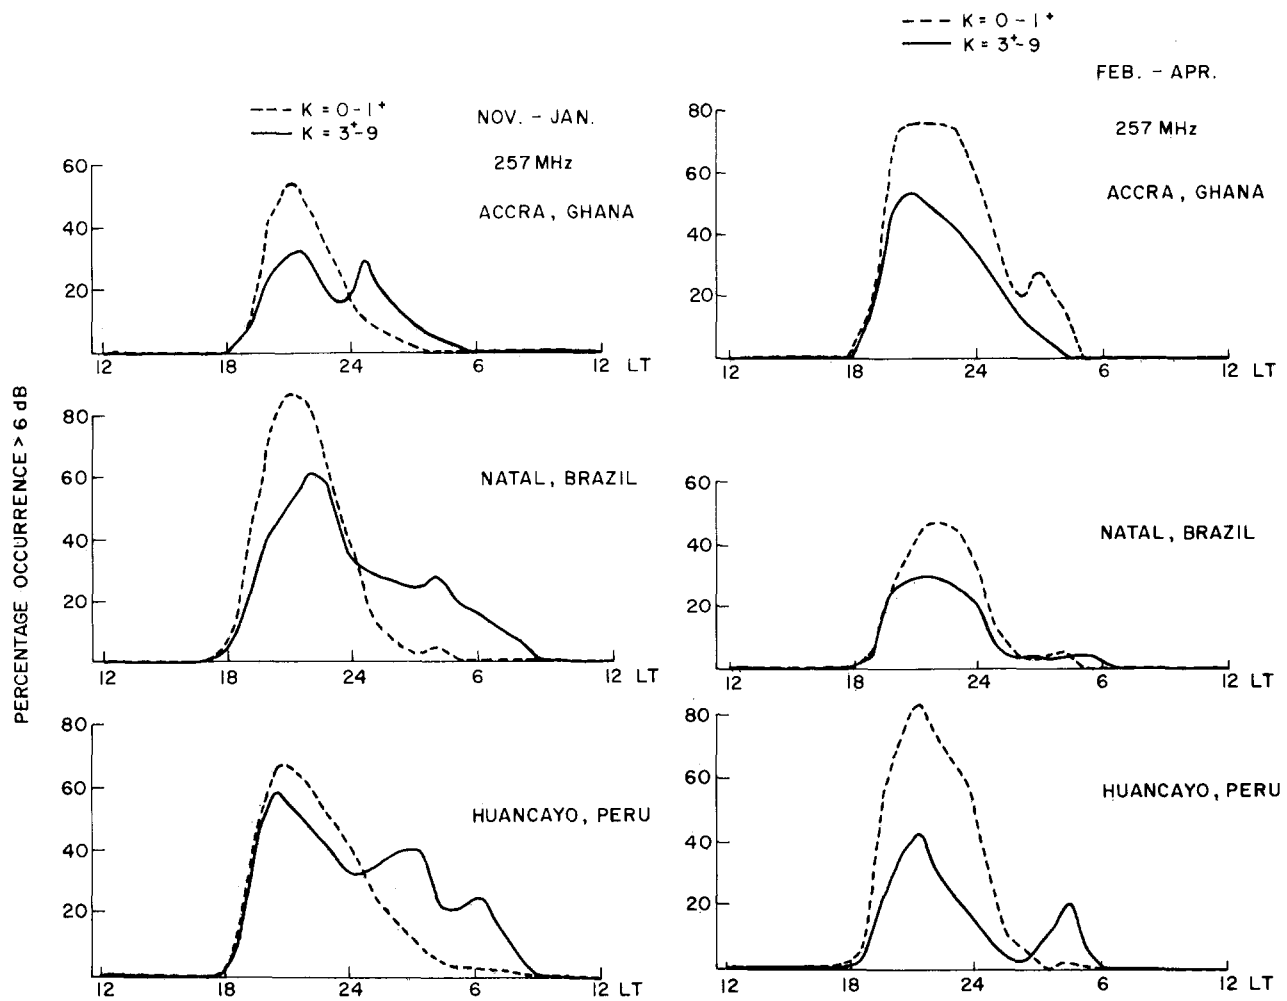 PERCENTAGE OCCURRENCE > 6 dB
K = 0 - 1+
K = 3+-9
NOV. - JAN.
257 MHz
ACCRA, GHANA
60
40
20
12 18 24 6 12 LT
NATAL, BRAZIL
80
60
40
20
12 18 24 6 12 LT
HUANCAYO, PERU
80
60
40
20
12 18 24 6 12 LT
K = 0 - 1+
K = 3+-9
FEB. - APR.
257 MHz
ACCRA, GHANA
80
60
40
20
12 18 24 6 12 LT
NATAL, BRAZIL
60
40
20
12 18 24 6 12 LT
HUANCAYO, PERU
80
60
40
20
12 18 24 6 12 LT